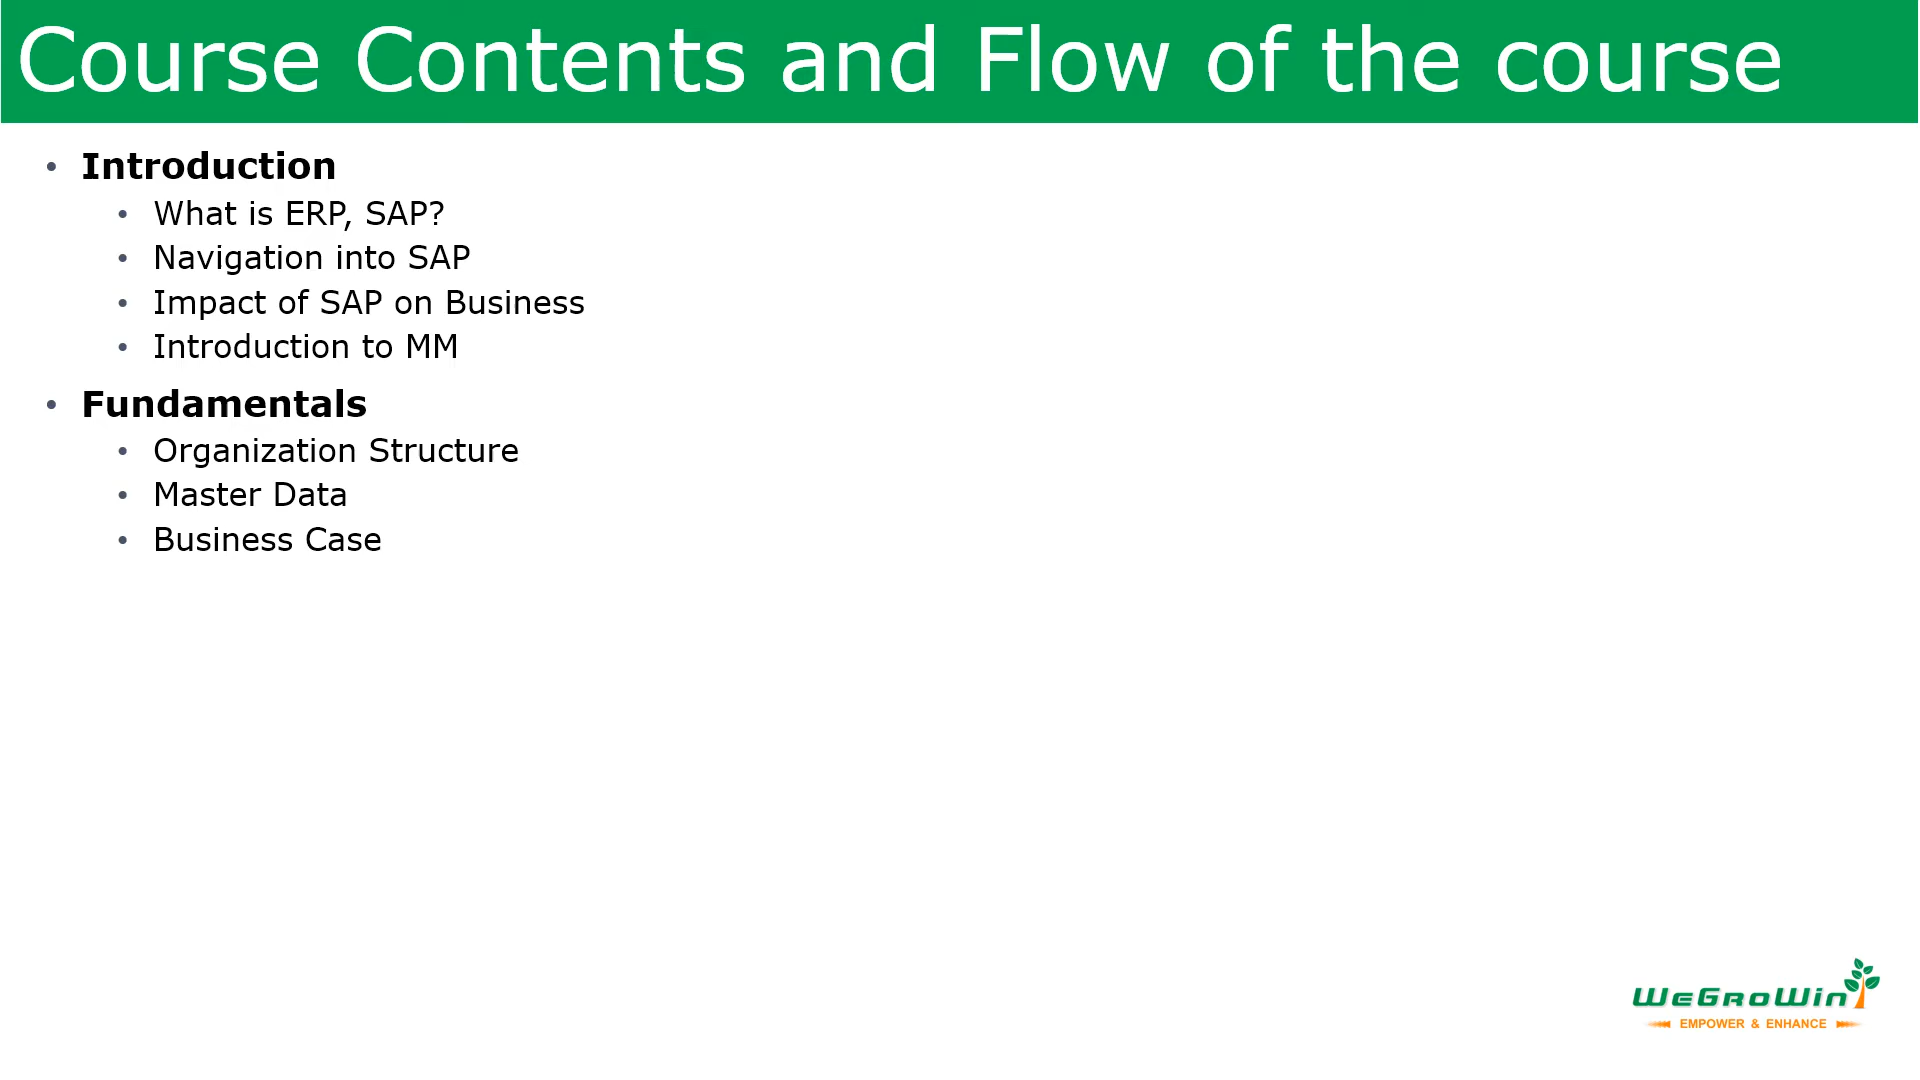 Course Contents and Flow of the course
• Introduction
• What is ERP, SAP?
• Navigation into SAP
• Impact of SAP on Business
• Introduction to MM
• Fundamentals
• Organization Structure
• Master Data
• Business Case
WeGroWin
EMPOWER & ENHANCE